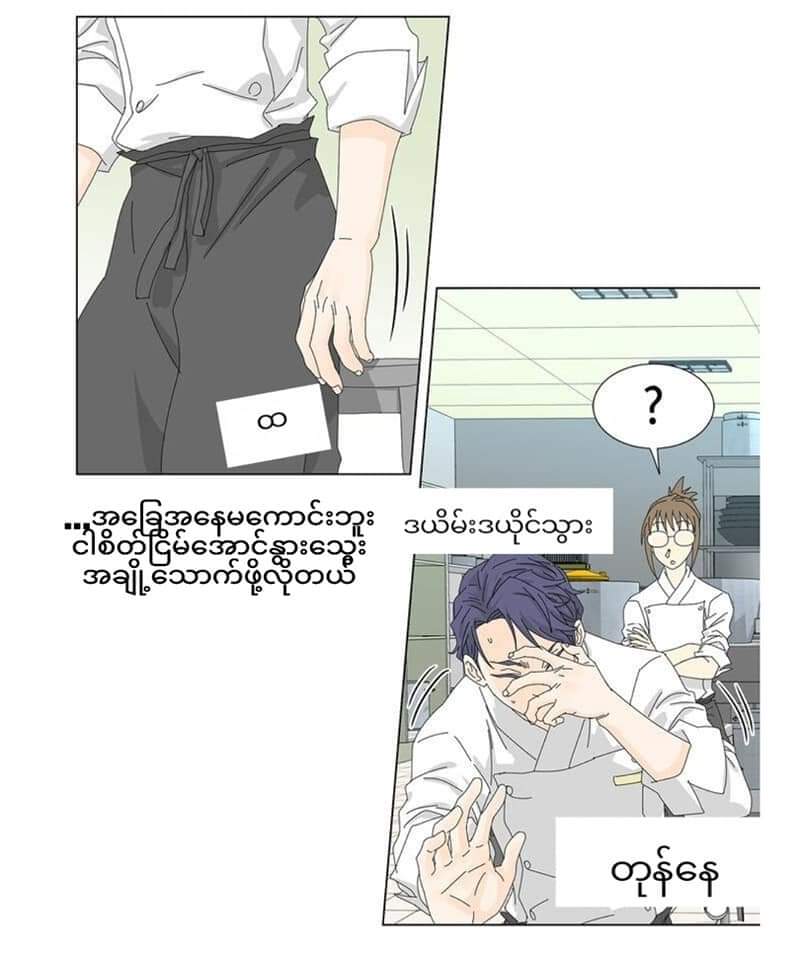 ထ
...,အခြေအနေမကောင်းဘူး
ငါစိတ်ငြိမ်အောင်နွားသွေး
အချို့သောက်ဖို့လိုတယ်
?
ဒယိမ်းဒယိုင်သွား
တုန်နေ